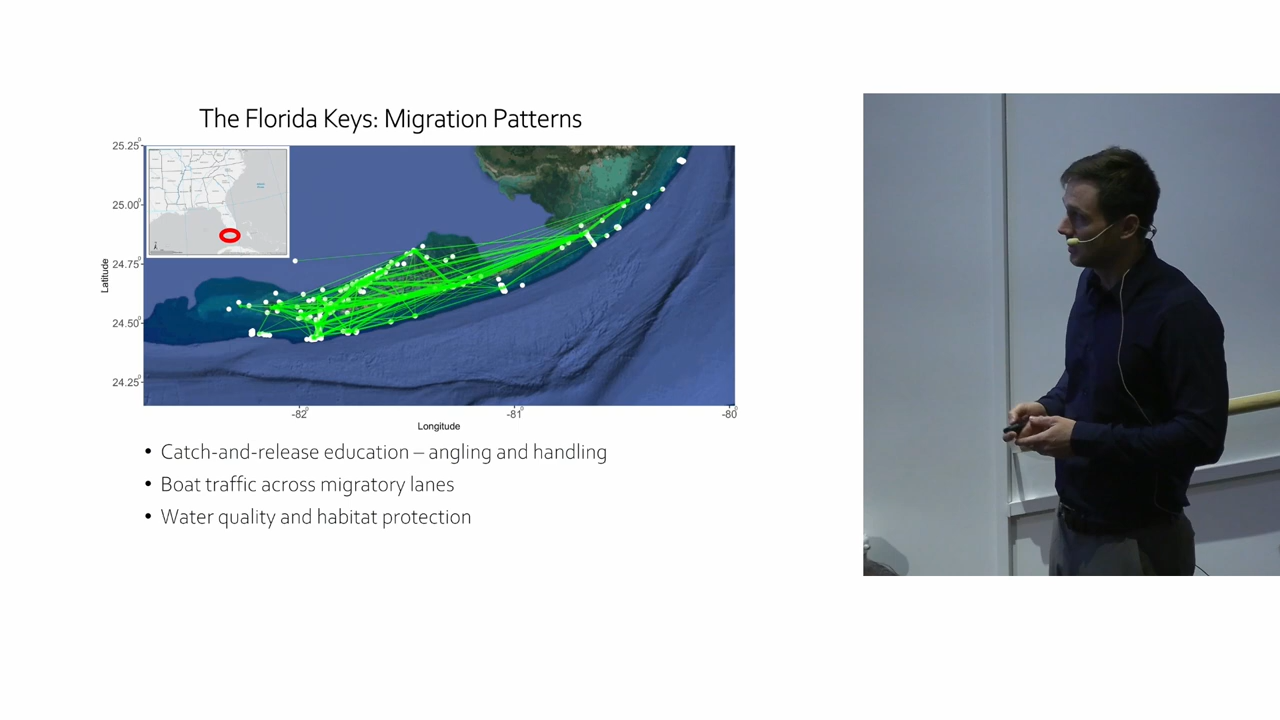 The Florida Keys: Migration Patterns
25.25°
25.00°
24.75°
24.50°
24.25°
Latitude
-82°
-81°
-80°
Longitude
• Catch-and-release education – angling and handling
• Boat traffic across migratory lanes
• Water quality and habitat protection